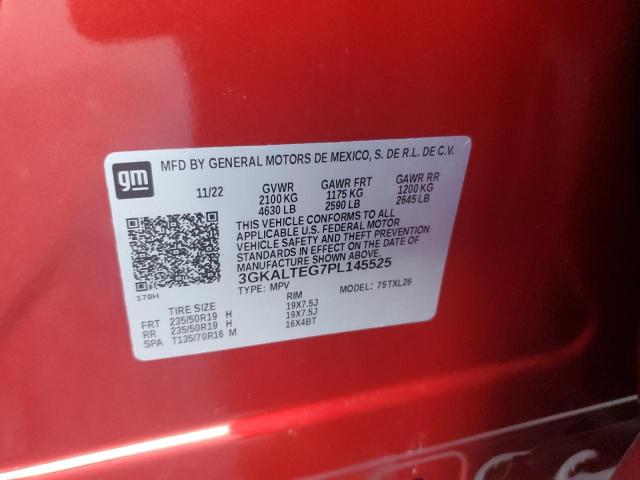 gm
MFD BY GENERAL MOTORS DE MEXICO, S. DE R.L. DE C.V.
11/22 GVWR GAWR FRT GAWR RR
2100 KG 1175 KG 1200 KG
4630 LB 2590 LB 2645 LB
THIS VEHICLE CONFORMS TO ALL
APPLICABLE U.S. FEDERAL MOTOR
VEHICLE SAFETY AND THEFT PREVENTION
STANDARDS IN EFFECT ON THE DATE OF
MANUFACTURE SHOWN ABOVE.
3GKALTEG7PL145525
TYPE: MPV MODEL: 75TXL26
170H
TIRE SIZE RIM
FRT 235/50R19 H 19X7.5J
RR 235/50R19 H 19X7.5J
SPA T135/70R16 M 16X4BT